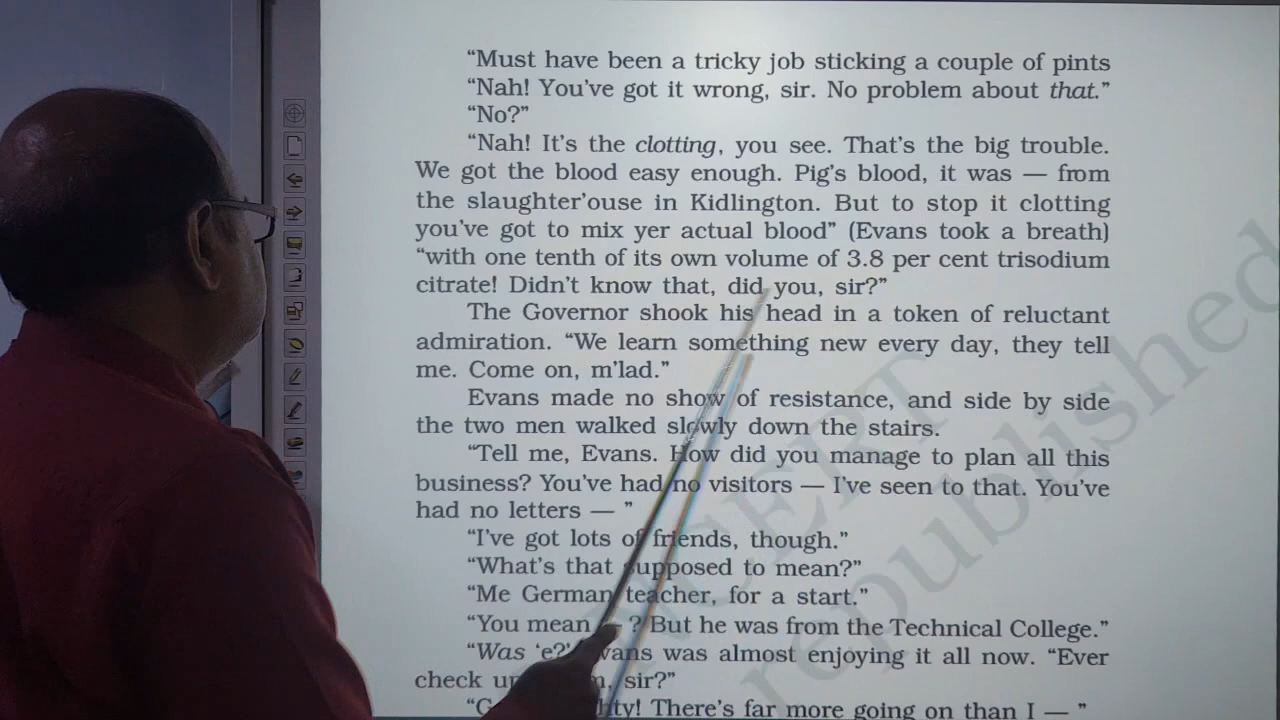 “Must have been a tricky job sticking a couple of pints
“Nah! You’ve got it wrong, sir. No problem about that.”
“No?”
“Nah! It’s the clotting, you see. That’s the big trouble.
We got the blood easy enough. Pig’s blood, it was — from
the slaughter’ouse in Kidlington. But to stop it clotting
you’ve got to mix yer actual blood” (Evans took a breath)
“with one tenth of its own volume of 3.8 per cent trisodium
citrate! Didn’t know that, did you, sir?”
The Governor shook his head in a token of reluctant
admiration. “We learn something new every day, they tell
me. Come on, m’lad.”
Evans made no show of resistance, and side by side
the two men walked slowly down the stairs.
“Tell me, Evans. How did you manage to plan all this
business? You’ve had no visitors — I’ve seen to that. You’ve
had no letters — ”
“I’ve got lots of friends, though.”
“What’s that supposed to mean?”
“Me German teacher, for a start.”
“You mean — ? But he was from the Technical College.”
“Was ‘e?” Evans was almost enjoying it all now. “Ever
check sir?”
There’s far more going on than I — ”
NCERT
republished